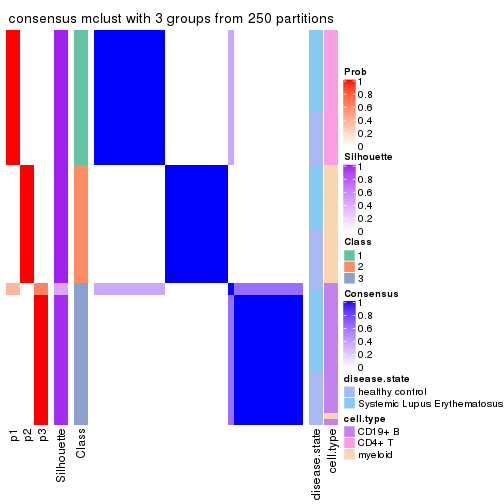 consensus mclust with 3 groups from 250 partitions
Prob
1
0.8
0.6
0.4
0.2
0
Silhouette
1
0.8
0.6
0.4
0.2
0
Class
1
2
3
Consensus
1
0.8
0.6
0.4
0.2
0
disease.state
healthy control
Systemic Lupus Erythematosus
cell.type
CD19+ B
CD4+ T
myeloid
p1
p2
p3
Silhouette
Class
disease.state
cell.type